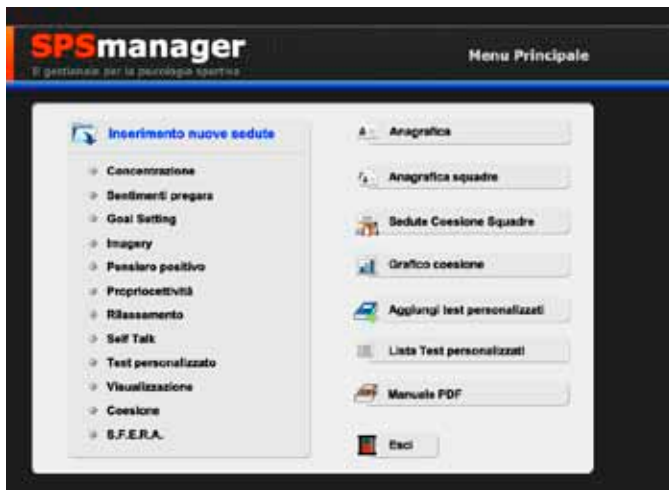 SPSmanager
Il gestionale per la psicologia sportiva
Menu Principale
Inserimento nuove sedute
Concentrazione
Sentimenti pregara
Goal Setting
Imagery
Pensiero positivo
Propriocettività
Rilassamento
Self Talk
Test personalizzato
Visualizzazione
Coesione
S.F.E.R.A.
Anagrafica
Anagrafica squadre
Sedute Coesione Squadre
Grafico coesione
Aggiungi test personalizzati
Lista Test personalizzati
Manuale PDF
Esci